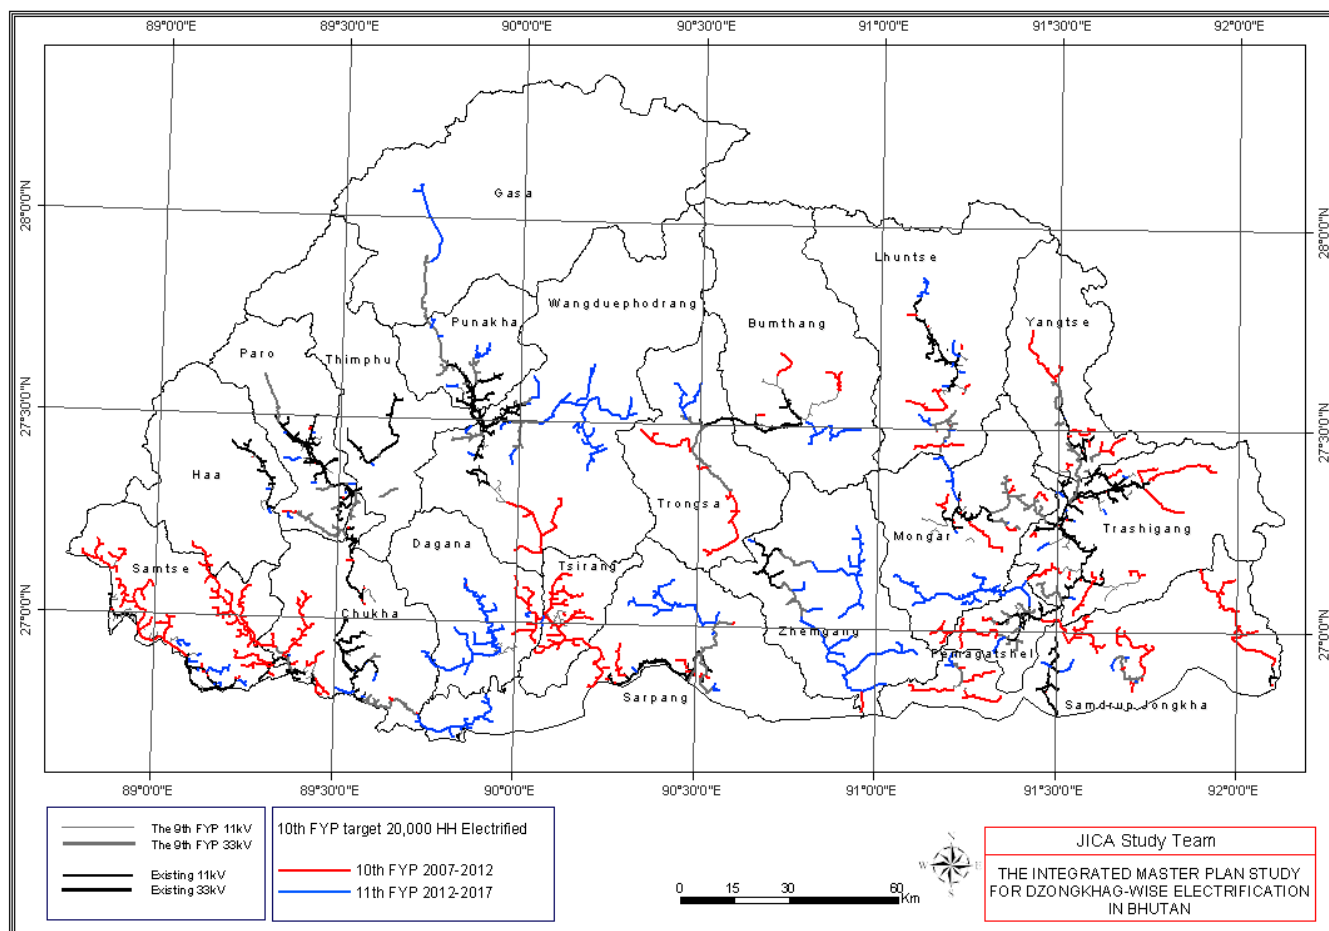 89°0'0"E 89°30'0"E 90°0'0"E 90°30'0"E 91°0'0"E 91°30'0"E 92°0'0"E
28°0'0"N
28°0'0"N
27°30'0"N
27°30'0"N
27°0'0"N
27°0'0"N
Gasa
Lhuntse
Wangduephodrang
Punakha
Bumthang
Yangtse
Paro
Thimphu
Haa
Trongsa
Trashigang
Mongar
Dagana
Samtse
Tsirang
Chukha
Zhemgang
Pemagatshel
Sarpang
Samdrup Jongkha
89°0'0"E 89°30'0"E 90°0'0"E 90°30'0"E 91°0'0"E 91°30'0"E 92°0'0"E
The 9th FYP 11kV
The 9th FYP 33kV
Existing 11kV
Existing 33kV
10th FYP target 20,000 HH Electrified
10th FYP 2007-2012
11th FYP 2012-2017
0 15 30 60
Km
N
W E
S
JICA Study Team
THE INTEGRATED MASTER PLAN STUDY
FOR DZONGKHAG-WISE ELECTRIFICATION
IN BHUTAN